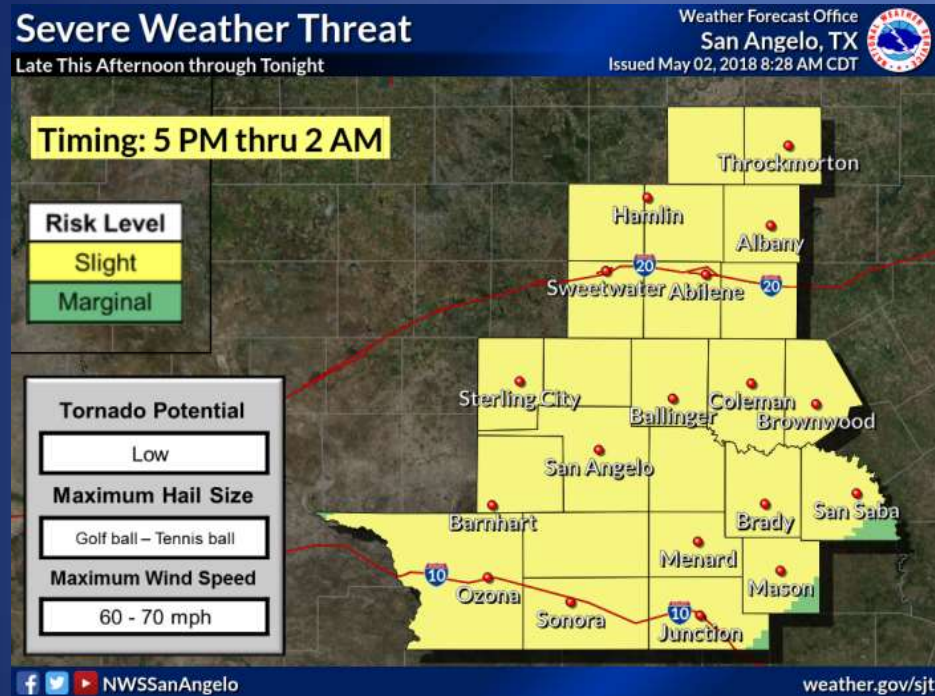 Severe Weather Threat
Late This Afternoon through Tonight
Weather Forecast Office
San Angelo, TX
Issued May 02, 2018 8:28 AM CDT
Timing: 5 PM thru 2 AM
Risk Level
Slight
Marginal
Tornado Potential
Low
Maximum Hail Size
Golf ball – Tennis ball
Maximum Wind Speed
60 - 70 mph
Throckmorton
Hamlin
Albany
20
Sweetwater
Abilene
20
Sterling City
Ballinger
Coleman
Brownwood
San Angelo
Barnhart
Brady
San Saba
Menard
Mason
10
Ozona
Sonora
10
Junction
NWSSanAngelo
weather.gov/sjt